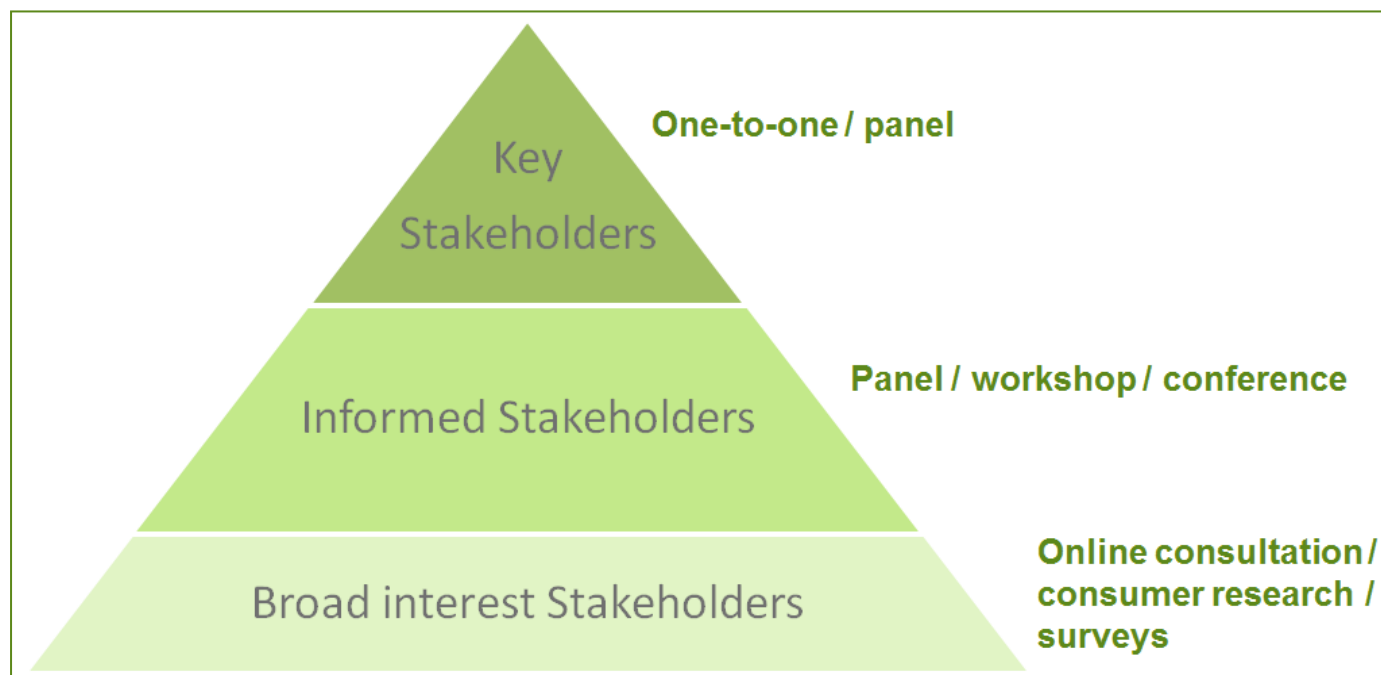 Key
Stakeholders
One-to-one / panel
Informed Stakeholders
Panel / workshop / conference
Broad interest Stakeholders
Online consultation /
consumer research /
surveys